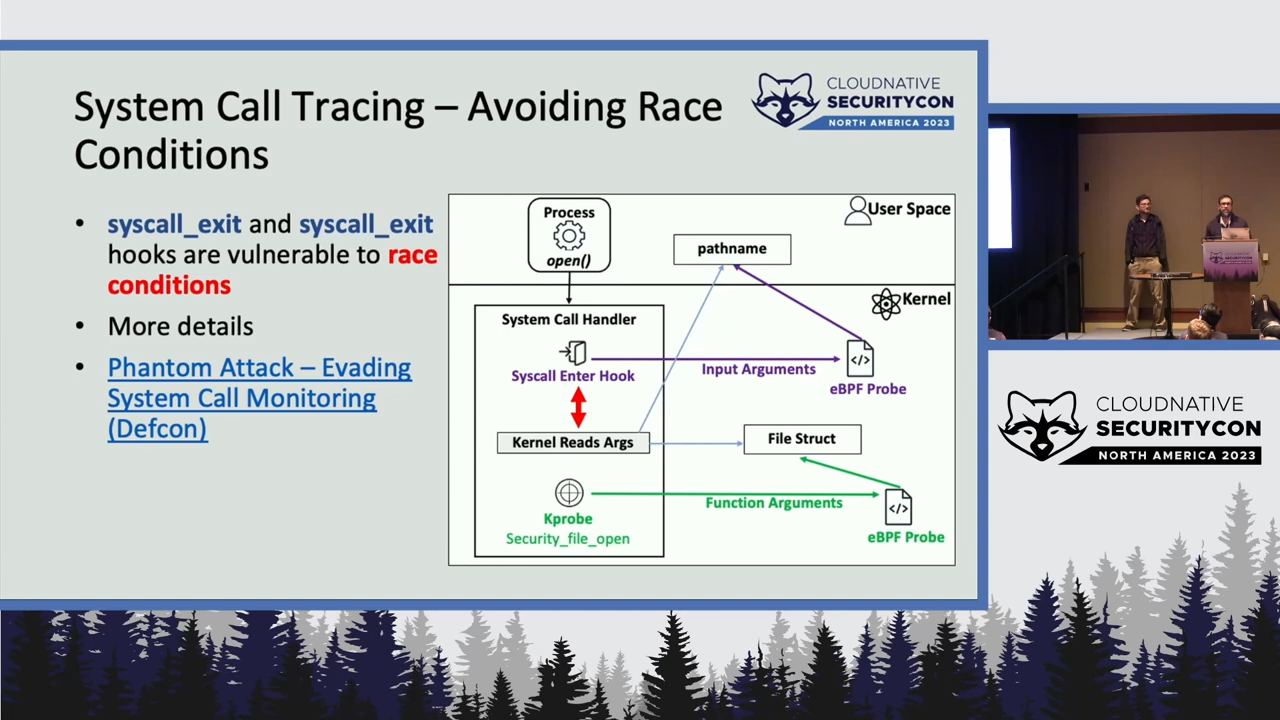 System Call Tracing – Avoiding Race
Conditions
CLOUDNATIVE
SECURITYCON
NORTH AMERICA 2023
• syscall_exit and syscall_exit
hooks are vulnerable to race
conditions
• More details
• Phantom Attack – Evading
System Call Monitoring
(Defcon)
Process
open()
User Space
pathname
Kernel
System Call Handler
Syscall Enter Hook
Input Arguments
</>
eBPF Probe
Kernel Reads Args
File Struct
Kprobe
Security_file_open
Function Arguments
</>
eBPF Probe
CLOUDNATIVE
SECURITYCON
NORTH AMERICA 2023